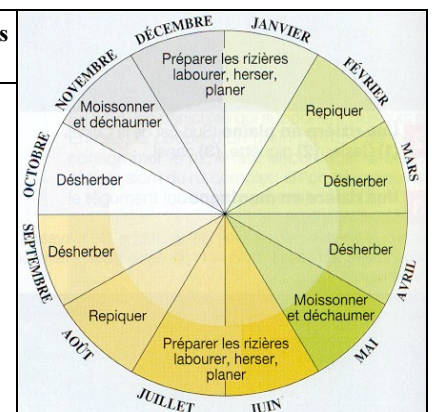 s
DÉCEMBRE
JANVIER
Préparer les rizières
labourer, herser,
planer
NOVEMBRE
FÉVRIER
Moissonner
et déchaumer
Repiquer
OCTOBRE
MARS
Désherber
Désherber
SEPTEMBRE
AVRIL
Désherber
Désherber
AOÛT
MAI
Repiquer
Moissonner
et déchaumer
Préparer les rizières
labourer, herser,
planer
JUILLET
JUIN